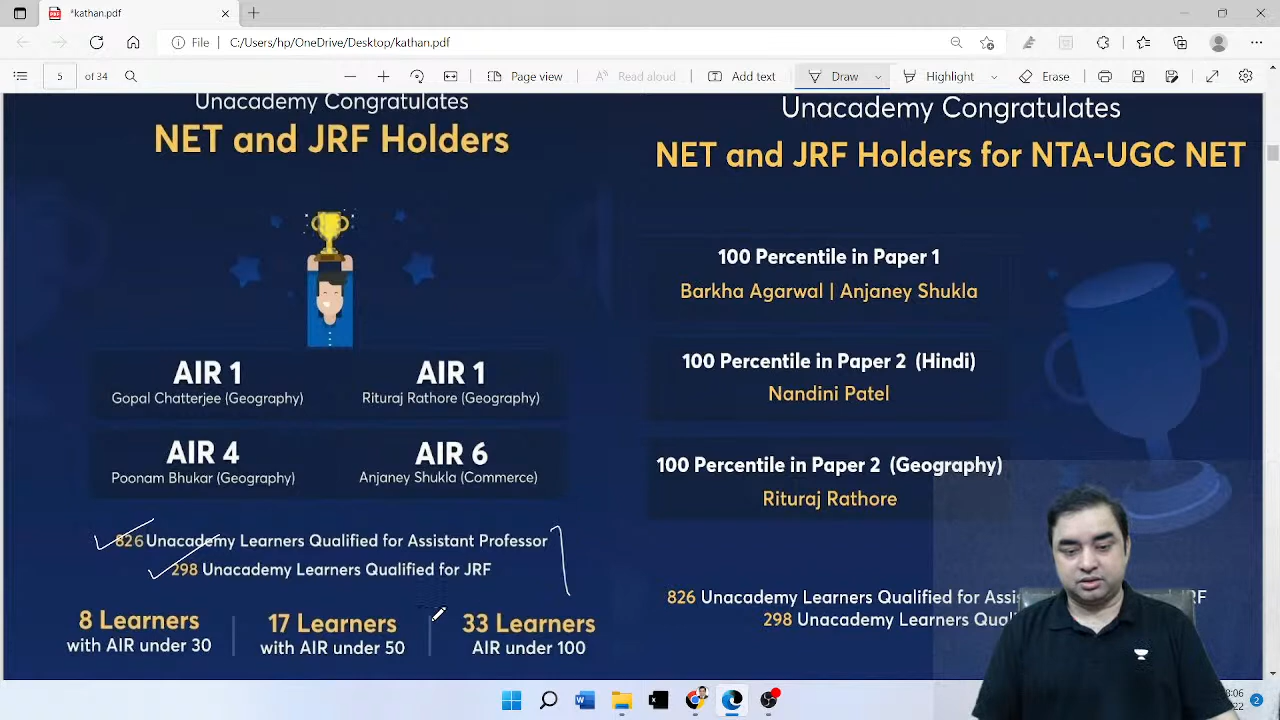 *kathan.pdf
File
C:/Users/hp/OneDrive/Desktop/kathan.pdf
5
of 34
Page view
Read aloud
Add text
Draw
Highlight
Erase
Unacademy Congratulates
NET and JRF Holders
AIR 1
Gopal Chatterjee (Geography)
AIR 1
Rituraj Rathore (Geography)
AIR 4
Poonam Bhukar (Geography)
AIR 6
Anjaney Shukla (Commerce)
826 Unacademy Learners Qualified for Assistant Professor
298 Unacademy Learners Qualified for JRF
8 Learners
with AIR under 30
17 Learners
with AIR under 50
33 Learners
AIR under 100
Unacademy Congratulates
NET and JRF Holders for NTA-UGC NET
100 Percentile in Paper 1
Barkha Agarwal | Anjaney Shukla
100 Percentile in Paper 2 (Hindi)
Nandini Patel
100 Percentile in Paper 2 (Geography)
Rituraj Rathore
826 Unacademy Learners Qualified for
298 Unacademy Learners